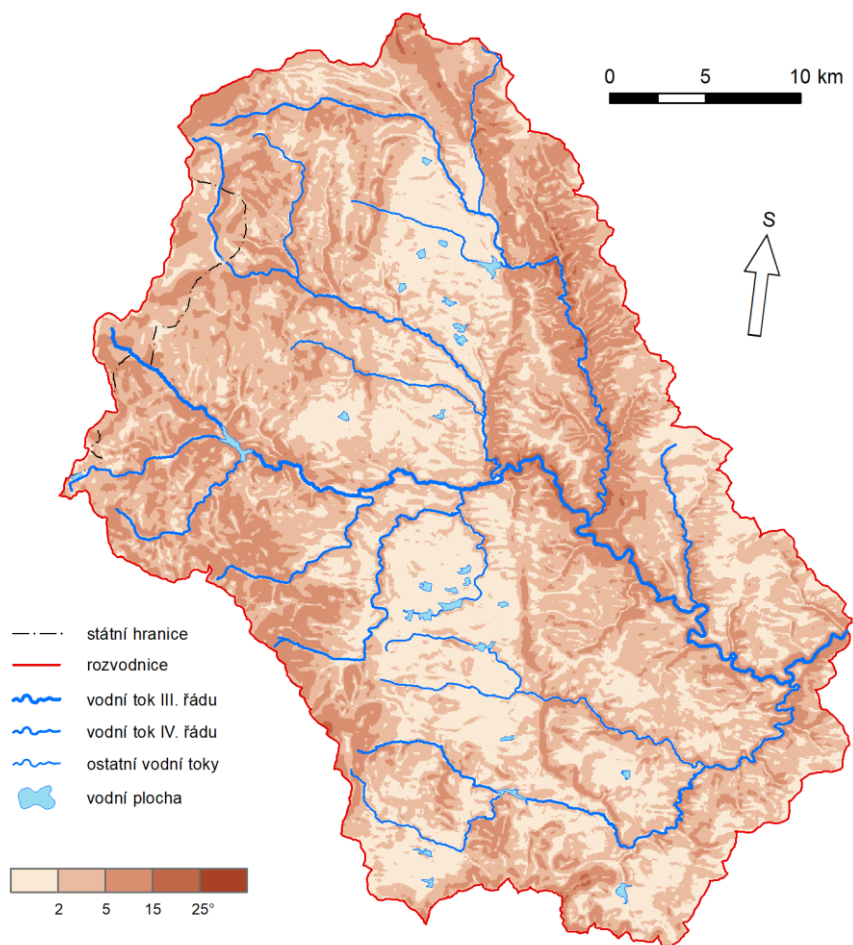 0 5 10 km
S
státní hranice
rozvodnice
vodní tok III. řádu
vodní tok IV. řádu
ostatní vodní toky
vodní plocha
2 5 15 25°